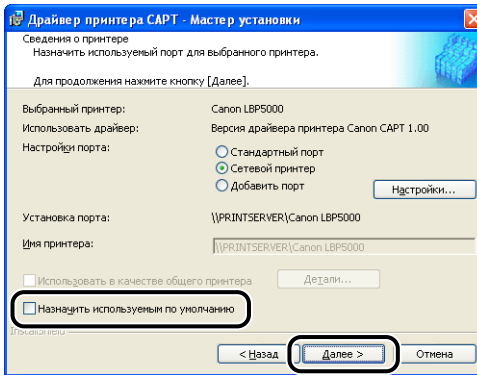 Драйвер принтера CAPT - Мастер установки
Сведения о принтере
Назначить используемый порт для выбранного принтера.
Для продолжения нажмите кнопку [Далее].
Выбранный принтер: Canon LBP5000
Использовать драйвер: Версия драйвера принтера Canon CAPT 1.00
Настройки порта: Стандартный порт
Сетевой принтер
Добавить порт Настройки...
Установка порта: \\PRINTSERVER\Canon LBP5000
Имя принтера: \\PRINTSERVER\Canon LBP5000
Использовать в качестве общего принтера Детали...
Назначить используемым по умолчанию
InstallShield
< Назад Далее > Отмена